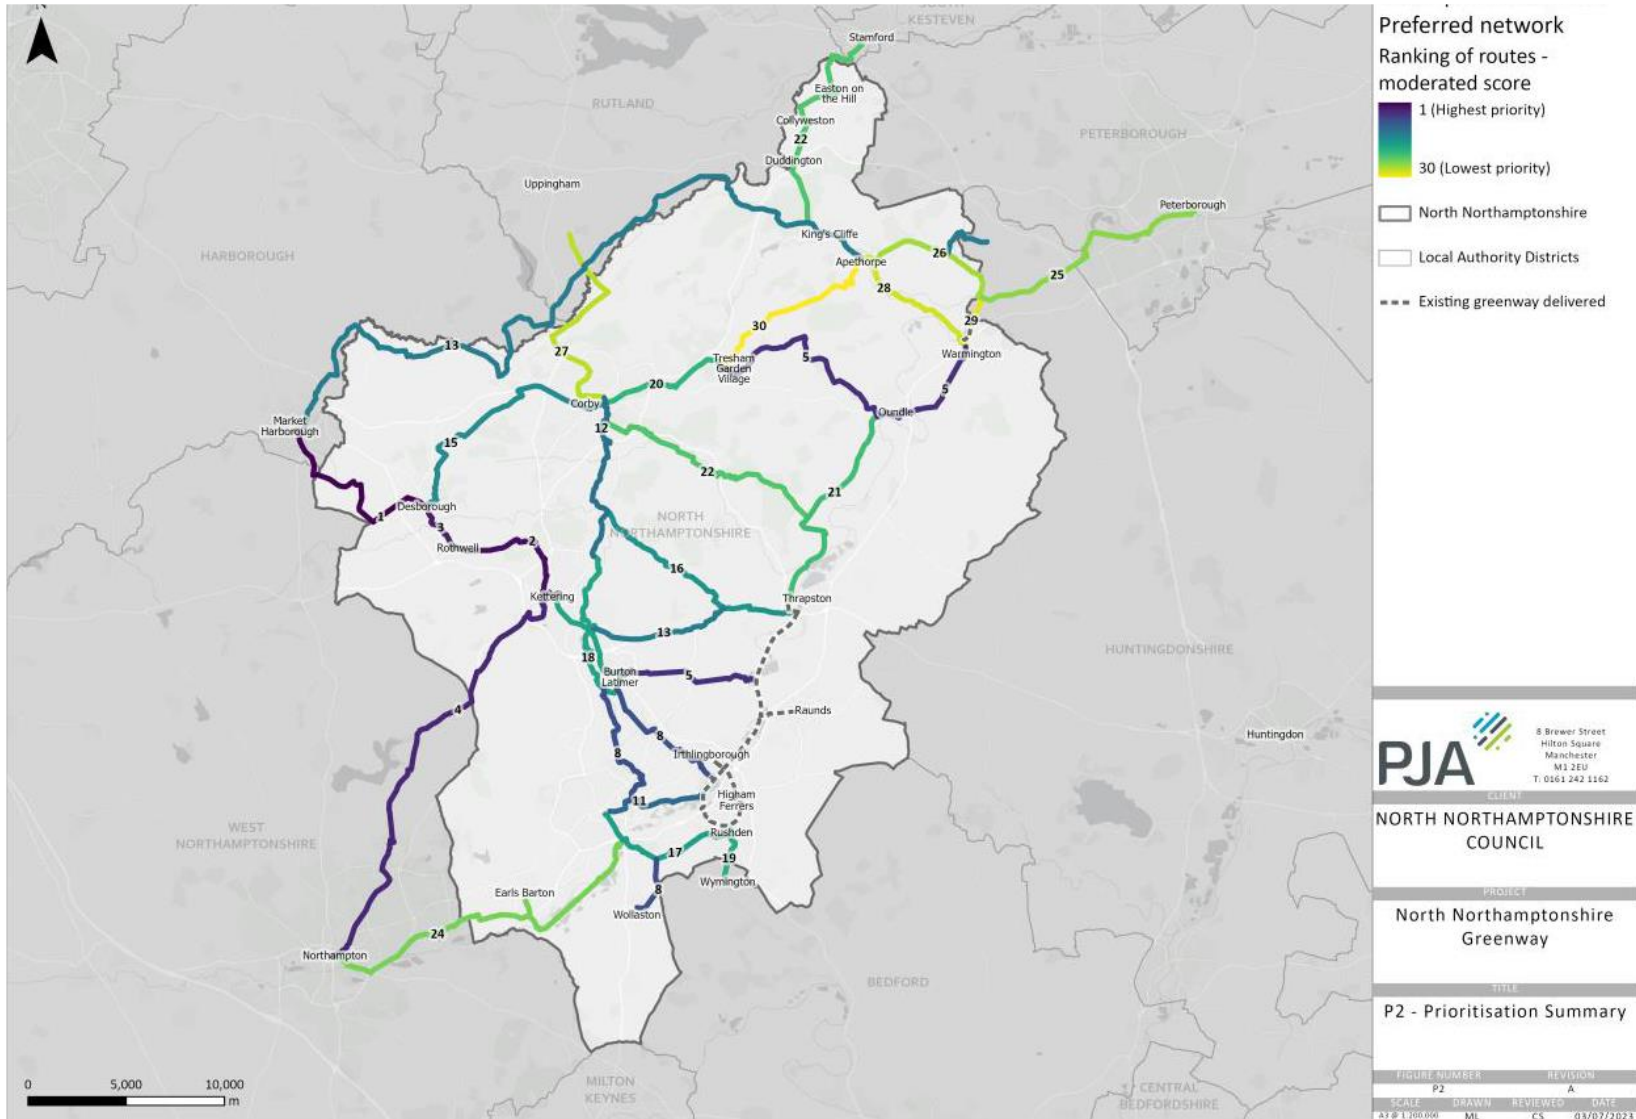 N
SOUTH
KESTEVEN
Stamford
Easton on
the Hill
RUTLAND
Collyweston
22
PETERBOROUGH
Duddington
Uppingham
Peterborough
King's Cliffe
HARBOROUGH
26
Apethorpe
25
28
30
29
13
27
Warmington
Tresham
Garden
Village
5
20
5
Corby
Oundle
Market
Harborough
12
15
22
21
Desborough
1
3
NORTH
NORTHAMPTONSHIRE
Rothwell
2
16
Kettering
Thrapston
13
HUNTINGDONSHIRE
18
Burton
Latimer
5
4
Raunds
8
Huntingdon
8
Irthlingborough
11
Higham
Ferrers
WEST
NORTHAMPTONSHIRE
Rushden
17
19
Wymington
Earls Barton
8
Wollaston
24
Northampton
BEDFORD
MILTON
KEYNES
CENTRAL
BEDFORDSHIRE
0 5,000 10,000
m
Preferred network
Ranking of routes -
moderated score
1 (Highest priority)
30 (Lowest priority)
North Northamptonshire
Local Authority Districts
Existing greenway delivered
PJA
8 Brewer Street
Hilton Square
Manchester
M1 2EU
T: 0161 242 1162
CLIENT
NORTH NORTHAMPTONSHIRE
COUNCIL
PROJECT
North Northamptonshire
Greenway
TITLE
P2 - Prioritisation Summary
FIGURE NUMBER REVISION
P2 A
SCALE DRAWN REVIEWED DATE
A3 @ 1:200,000 ML CS 03/07/2023